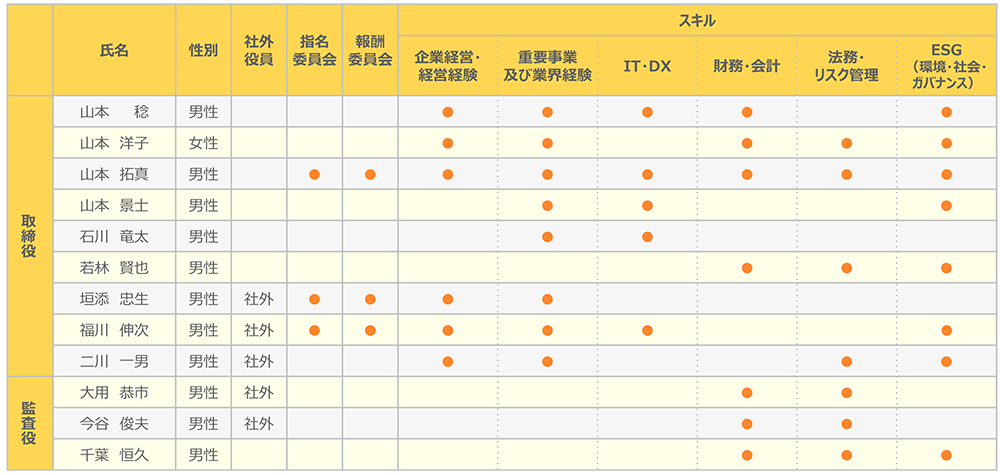 スキル
氏名 性別 社外役員 指名委員会 報酬委員会 企業経営・経営経験 重要事業及び業界経験 IT・DX 財務・会計 法務・リスク管理 ESG（環境・社会・ガバナンス）
取締役
山本 稔 男性 ● ● ● ● ●
山本 洋子 女性 ● ● ● ● ●
山本 拓真 男性 ● ● ● ● ● ● ● ●
山本 景士 男性 ● ● ●
石川 竜太 男性 ● ●
若林 賢也 男性 ● ● ●
垣添 忠生 男性 社外 ● ● ● ●
福川 伸次 男性 社外 ● ● ● ● ● ●
二川 一男 男性 社外 ● ● ● ●
監査役
大用 恭市 男性 社外 ● ●
今谷 俊夫 男性 社外 ● ●
千葉 恒久 男性 ● ● ●